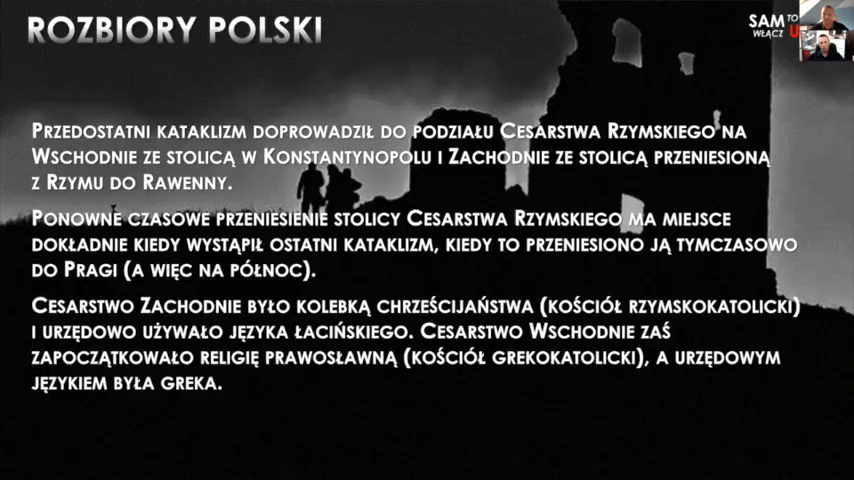 ROZBIORY POLSKI
SAM TO
WŁĄCZ U
PRZEDOSTATNI KATAKLIZM DOPROWADZIŁ DO PODZIAŁU CESARSTWA RZYMSKIEGO NA
WSCHODNIE ZE STOLICĄ W KONSTANTYNOPOLU I ZACHODNIE ZE STOLICĄ PRZENIESIONĄ
Z RZYMU DO RAWENNY.
PONOWNE CZASOWE PRZENIESIENIE STOLICY CESARSTWA RZYMSKIEGO MA MIEJSCE
DOKŁADNIE KIEDY WYSTĄPIŁ OSTATNI KATAKLIZM, KIEDY TO PRZENIESIONO JĄ TYMCZASOWO
DO PRAGI (A WIĘC NA PÓŁNOC).
CESARSTWO ZACHODNIE BYŁO KOLEBKĄ CHRZEŚCIJAŃSTWA (KOŚCIÓŁ RZYMSKOKATOLICKI)
I URZĘDOWO UŻYWAŁO JĘZYKA ŁACIŃSKIEGO. CESARSTWO WSCHODNIE ZAŚ
ZAPOCZĄTKOWAŁO RELIGIĘ PRAWOSŁAWNĄ (KOŚCIÓŁ GREKOKATOLICKI), A URZĘDOWYM
JĘZYKIEM BYŁA GREKA.